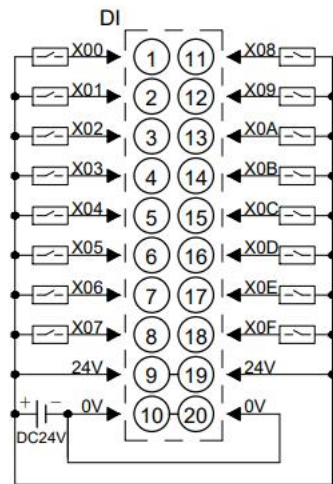 DI
X00 1 11 X08
X01 2 12 X09
X02 3 13 X0A
X03 4 14 X0B
X04 5 15 X0C
X05 6 16 X0D
X06 7 17 X0E
X07 8 18 X0F
24V 9 19 24V
+ − 0V 10 20 0V
DC24V